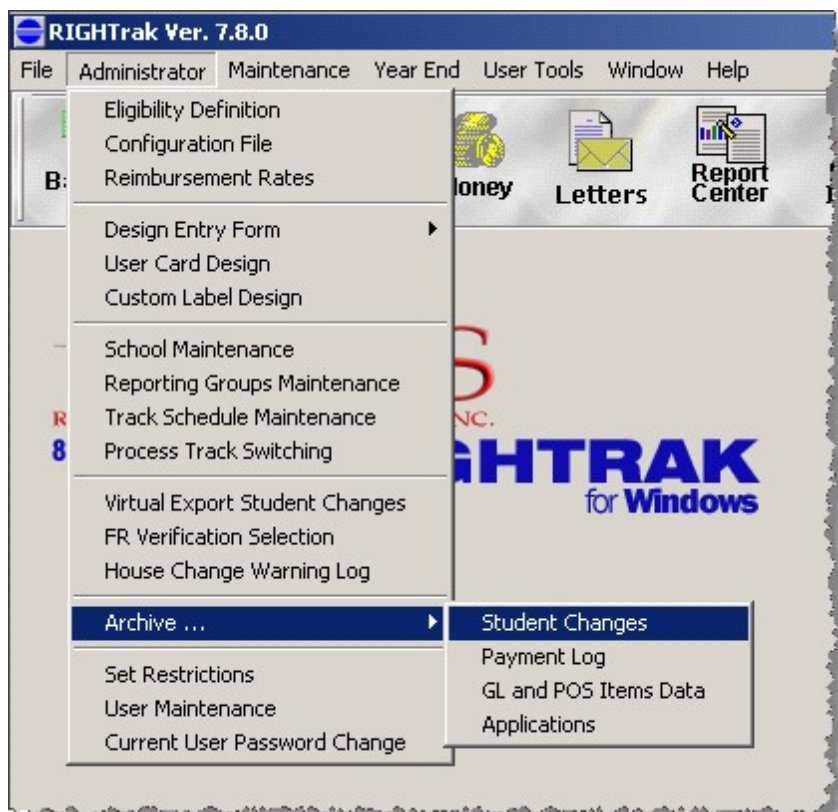 RIGHTrak Ver. 7.8.0
File Administrator Maintenance Year End User Tools Window Help
Eligibility Definition
Configuration File
Reimbursement Rates
Letters
Report
Center
Design Entry Form
User Card Design
Custom Label Design
School Maintenance
Reporting Groups Maintenance
Track Schedule Maintenance
Process Track Switching
Virtual Export Student Changes
FR Verification Selection
House Change Warning Log
S
R
NC.
8
GHTRAK
for Windows
Archive ...
Set Restrictions
User Maintenance
Current User Password Change
Student Changes
Payment Log
GL and POS Items Data
Applications